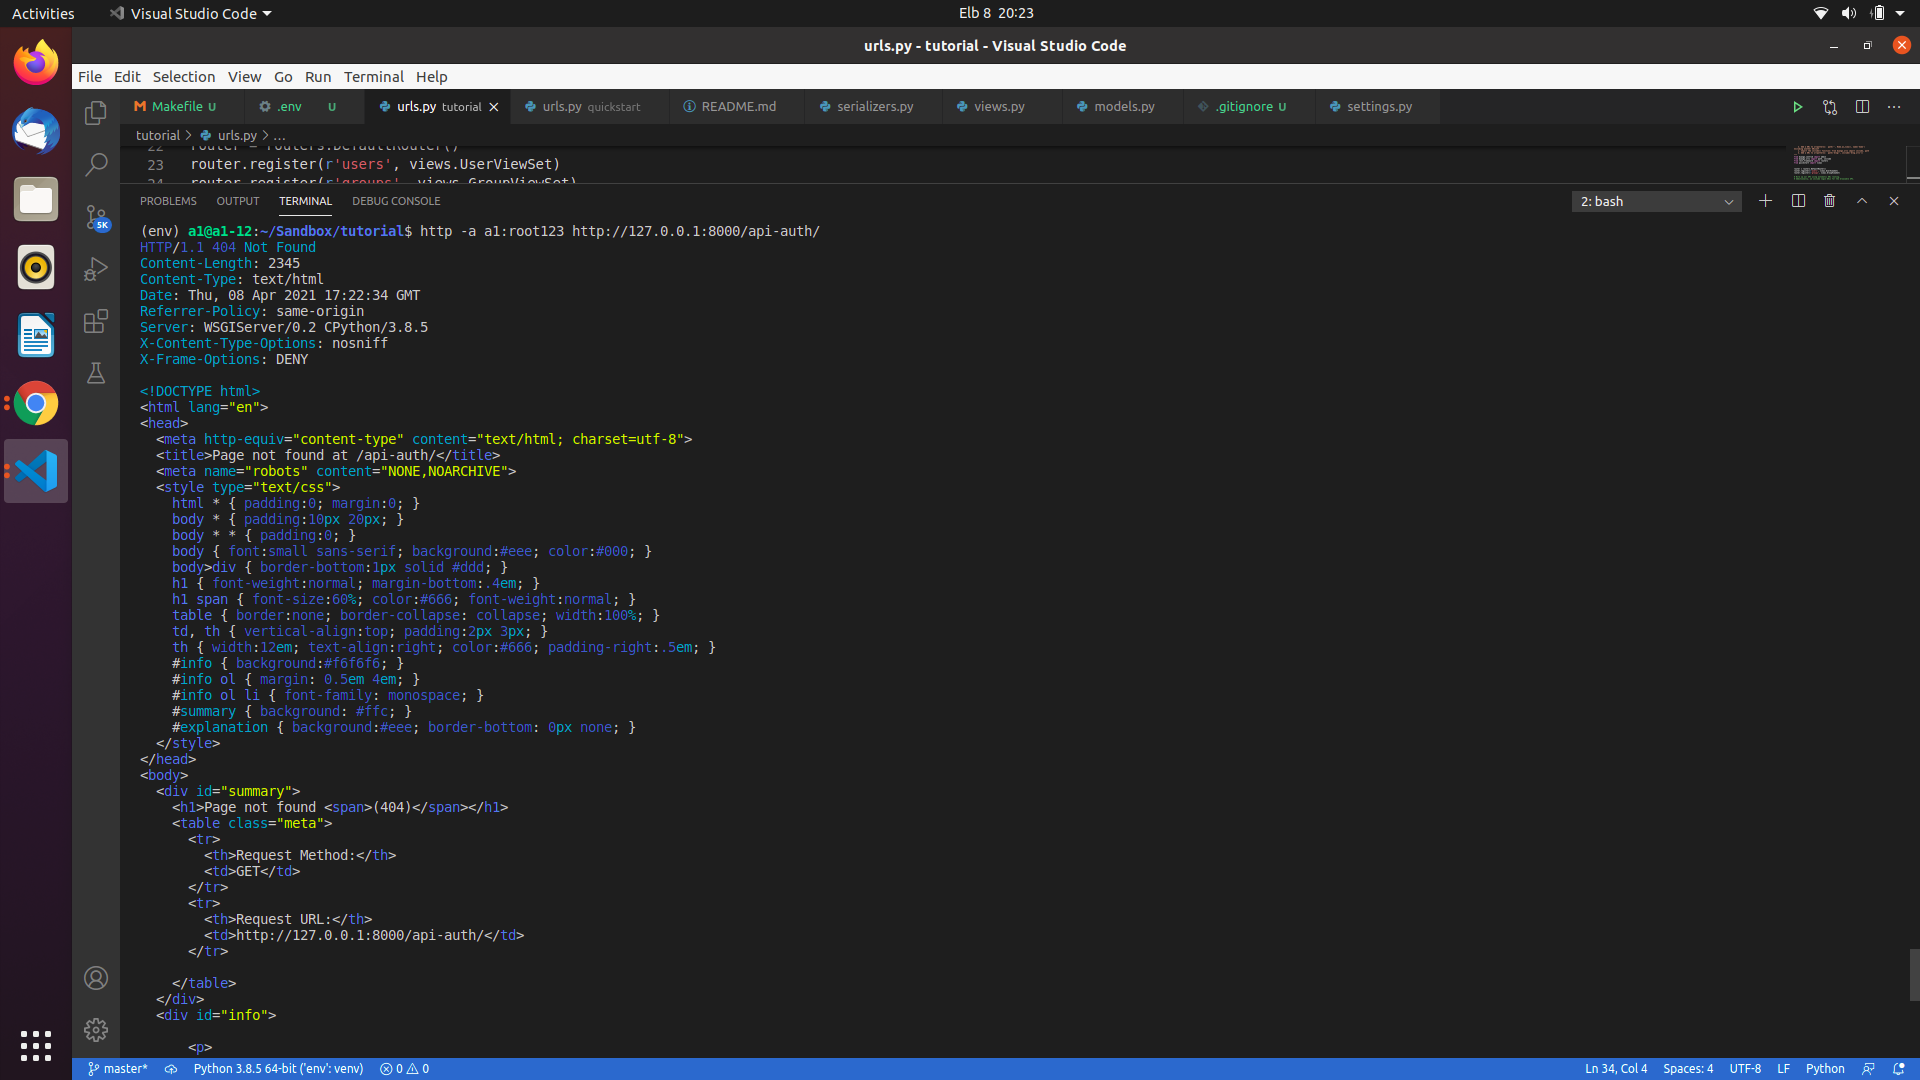 Activities
Visual Studio Code
Elb 8 20:23
urls.py - tutorial - Visual Studio Code
File Edit Selection View Go Run Terminal Help
Makefile U
.env U
urls.py tutorial
urls.py quickstart
README.md
serializers.py
views.py
models.py
.gitignore U
settings.py
tutorial > urls.py > ...
22 router = routers.DefaultRouter()
23 router.register(r'users', views.UserViewSet)
24 router.register(r'groups', views.GroupViewSet)
PROBLEMS OUTPUT TERMINAL DEBUG CONSOLE
2: bash
5K
(env) a1@a1-12:~/Sandbox/tutorial$ http -a a1:root123 http://127.0.0.1:8000/api-auth/
HTTP/1.1 404 Not Found
Content-Length: 2345
Content-Type: text/html
Date: Thu, 08 Apr 2021 17:22:34 GMT
Referrer-Policy: same-origin
Server: WSGIServer/0.2 CPython/3.8.5
X-Content-Type-Options: nosniff
X-Frame-Options: DENY
<!DOCTYPE html>
<html lang="en">
<head>
<meta http-equiv="content-type" content="text/html; charset=utf-8">
<title>Page not found at /api-auth/</title>
<meta name="robots" content="NONE,NOARCHIVE">
<style type="text/css">
html * { padding:0; margin:0; }
body * { padding:10px 20px; }
body * * { padding:0; }
body { font:small sans-serif; background:#eee; color:#000; }
body>div { border-bottom:1px solid #ddd; }
h1 { font-weight:normal; margin-bottom:.4em; }
h1 span { font-size:60%; color:#666; font-weight:normal; }
table { border:none; border-collapse: collapse; width:100%; }
td, th { vertical-align:top; padding:2px 3px; }
th { width:12em; text-align:right; color:#666; padding-right:.5em; }
#info { background:#f6f6f6; }
#info ol { margin: 0.5em 4em; }
#info ol li { font-family: monospace; }
#summary { background: #ffc; }
#explanation { background:#eee; border-bottom: 0px none; }
</style>
</head>
<body>
<div id="summary">
<h1>Page not found <span>(404)</span></h1>
<table class="meta">
<tr>
<th>Request Method:</th>
<td>GET</td>
</tr>
<tr>
<th>Request URL:</th>
<td>http://127.0.0.1:8000/api-auth/</td>
</tr>
</table>
</div>
<div id="info">
<p>
master* Python 3.8.5 64-bit ('env': venv) 0 0
Ln 34, Col 4 Spaces: 4 UTF-8 LF Python